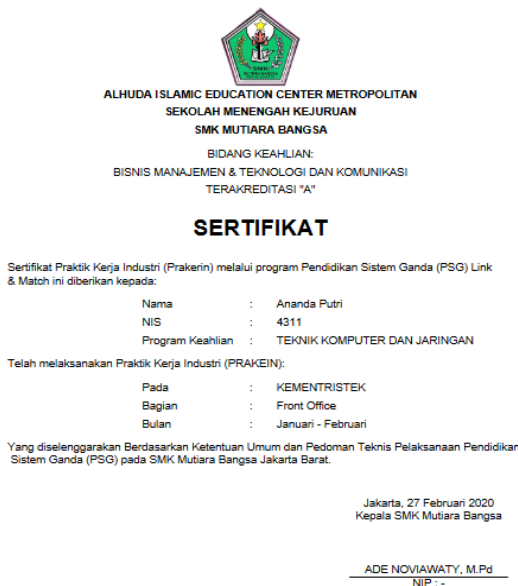 SMK
ALHUDA ISLAMIC EDUCATION CENTER METROPOLITAN
SEKOLAH MENENGAH KEJURUAN
SMK MUTIARA BANGSA
BIDANG KEAHLIAN:
BISNIS MANAJEMEN & TEKNOLOGI DAN KOMUNIKASI
TERAKREDITASI "A"
SERTIFIKAT
Sertifikat Praktik Kerja Industri (Prakerin) melalui program Pendidikan Sistem Ganda (PSG) Link
& Match ini diberikan kepada:
Nama : Ananda Putri
NIS : 4311
Program Keahlian : TEKNIK KOMPUTER DAN JARINGAN
Telah melaksanakan Praktik Kerja Industri (PRAKEIN):
Pada : KEMENTRISTEK
Bagian : Front Office
Bulan : Januari - Februari
Yang diselenggarakan Berdasarkan Ketentuan Umum dan Pedoman Teknis Pelaksanaan Pendidikan
Sistem Ganda (PSG) pada SMK Mutiara Bangsa Jakarta Barat.
Jakarta, 27 Februari 2020
Kepala SMK Mutiara Bangsa
ADE NOVIAWATY, M.Pd
NIP : -